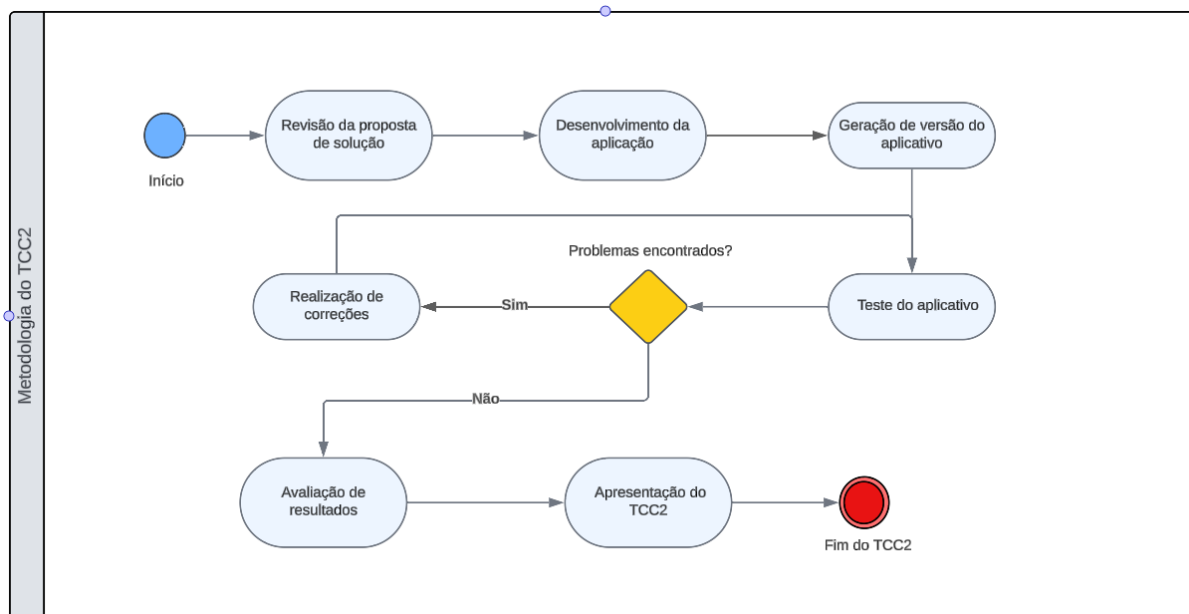 Metodologia do TCC2
Início
Revisão da proposta
de solução
Desenvolvimento da
aplicação
Geração de versão do
aplicativo
Problemas encontrados?
Realização de
correções
Sim
Teste do aplicativo
Não
Avaliação de
resultados
Apresentação do
TCC2
Fim do TCC2